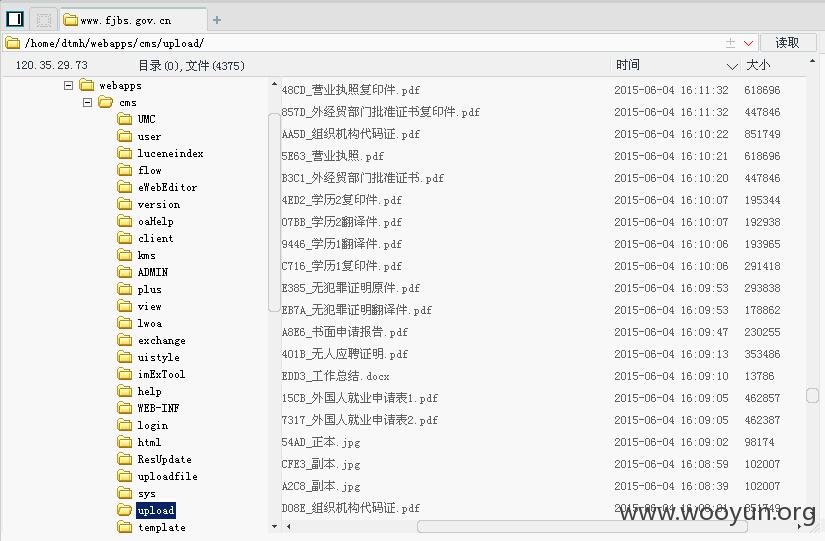 www.fjbs.gov.cn
/home/dtmh/webapps/cms/upload/ 读取
120.35.29.73 目录(0),文件(4375) 时间 大小
webapps
cms
UMC
user
luceneindex
flow
eWebEditor
version
oaHelp
client
kms
ADMIN
plus
view
lwoa
exchange
uistyle
imExTool
help
WEB-INF
login
html
ResUpdate
uploadfile
sys
upload
template
48CD_营业执照复印件.pdf 2015-06-04 16:11:32 618696
857D_外经贸部门批准证书复印件.pdf 2015-06-04 16:11:32 447846
AA5D_组织机构代码证.pdf 2015-06-04 16:10:22 851749
5E63_营业执照.pdf 2015-06-04 16:10:21 618696
B3C1_外经贸部门批准证书.pdf 2015-06-04 16:10:20 447846
4ED2_学历2复印件.pdf 2015-06-04 16:10:07 195344
07BB_学历2翻译件.pdf 2015-06-04 16:10:07 192938
9446_学历1翻译件.pdf 2015-06-04 16:10:06 193965
C716_学历1复印件.pdf 2015-06-04 16:10:06 291418
E385_无犯罪证明原件.pdf 2015-06-04 16:09:53 293838
EB7A_无犯罪证明翻译件.pdf 2015-06-04 16:09:53 178862
A8E6_书面申请报告.pdf 2015-06-04 16:09:47 230255
401B_无人应聘证明.pdf 2015-06-04 16:09:13 353486
EDD3_工作总结.docx 2015-06-04 16:09:10 13786
15CB_外国人就业申请表1.pdf 2015-06-04 16:09:05 462857
7317_外国人就业申请表2.pdf 2015-06-04 16:09:05 462387
54AD_正本.jpg 2015-06-04 16:09:02 98174
CFE3_副本.jpg 2015-06-04 16:08:59 102007
A2C8_副本.jpg 2015-06-04 16:08:39 102007
D08E_组织机构代码证.pdf 2015-06-04
www.wooyun.org